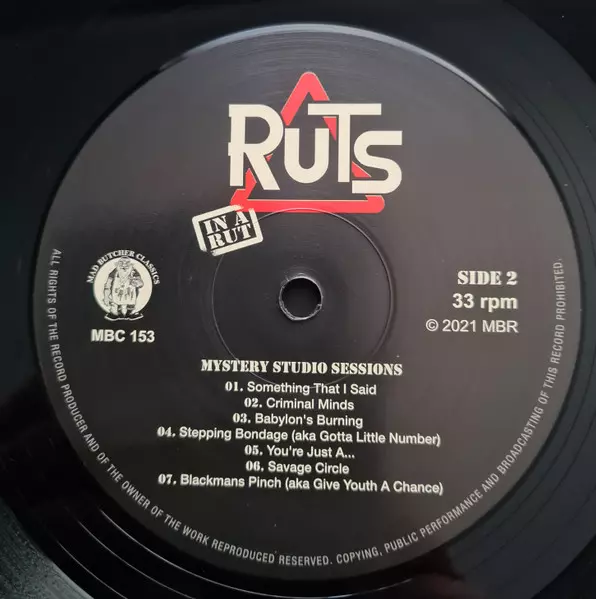 RUTS
IN A
RUT
MAD BUTCHER CLASSICS
MBC 153
SIDE 2
33 rpm
© 2021 MBR
MYSTERY STUDIO SESSIONS
01. Something That I Said
02. Criminal Minds
03. Babylon's Burning
04. Stepping Bondage (aka Gotta Little Number)
05. You're Just A...
06. Savage Circle
07. Blackmans Pinch (aka Give Youth A Chance)
ALL RIGHTS OF THE RECORD PRODUCER AND OF THE OWNER OF THE WORK REPRODUCED RESERVED. COPYING, PUBLIC PERFORMANCE AND BROADCASTING OF THIS RECORD PROHIBITED.